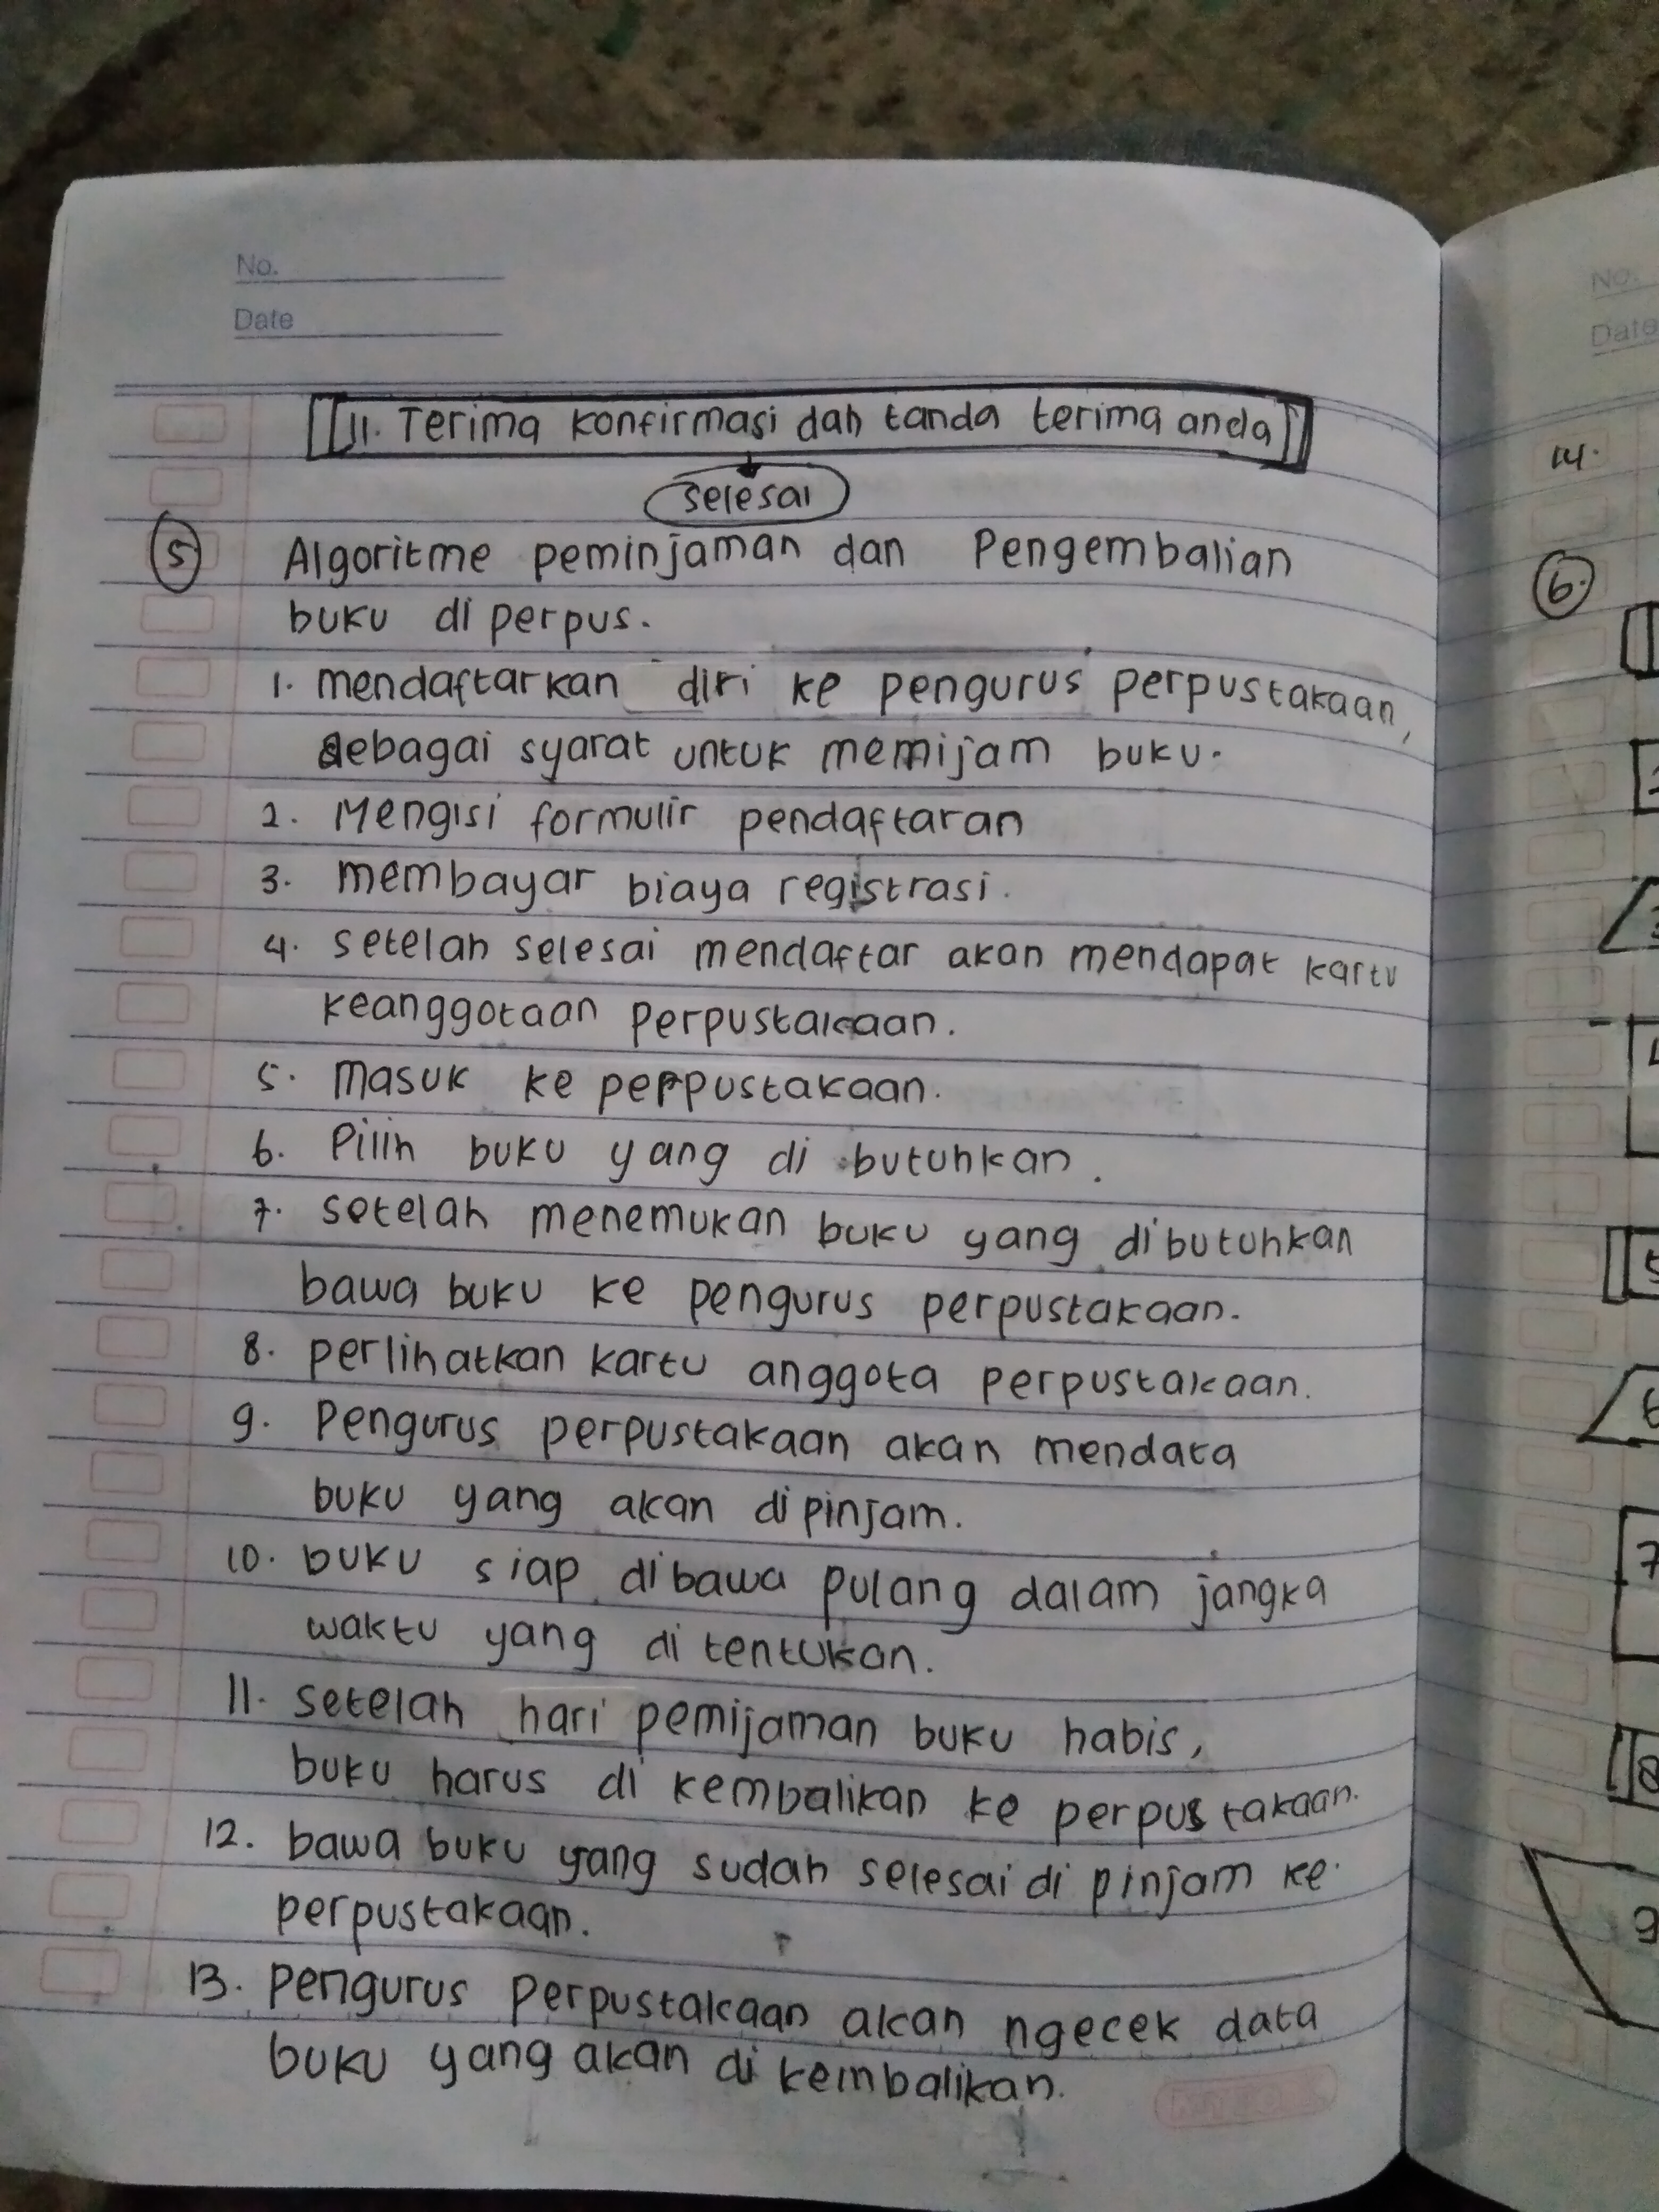 No.
Date
11. Terima konfirmasi dan tanda terima anda
selesai
5 Algoritme peminjaman dan Pengembalian
buku di perpus.
1. mendaftarkan diri ke pengurus perpustakaan,
sebagai syarat untuk memijam buku.
2. Mengisi formulir pendaftaran
3. membayar biaya registrasi.
4. setelah selesai mendaftar akan mendapat kartu
keanggotaan perpustakaan.
5. masuk ke perpustakaan.
6. Pilih buku yang di butuhkan.
7. setelah menemukan buku yang dibutuhkan
bawa buku ke pengurus perpustakaan.
8. perlihatkan kartu anggota perpustakaan.
9. Pengurus perpustakaan akan mendata
buku yang akan dipinjam.
10. buku siap dibawa pulang dalam jangka
waktu yang di tentukan.
11. setelah hari pemijaman buku habis,
buku harus di kembalikan ke perpustakaan.
12. bawa buku yang sudah selesai di pinjam ke
perpustakaan.
13. pengurus perpustakaan akan ngecek data
buku yang akan di kembalikan.
No.
Date
14.
6.
5
6
7
8
9